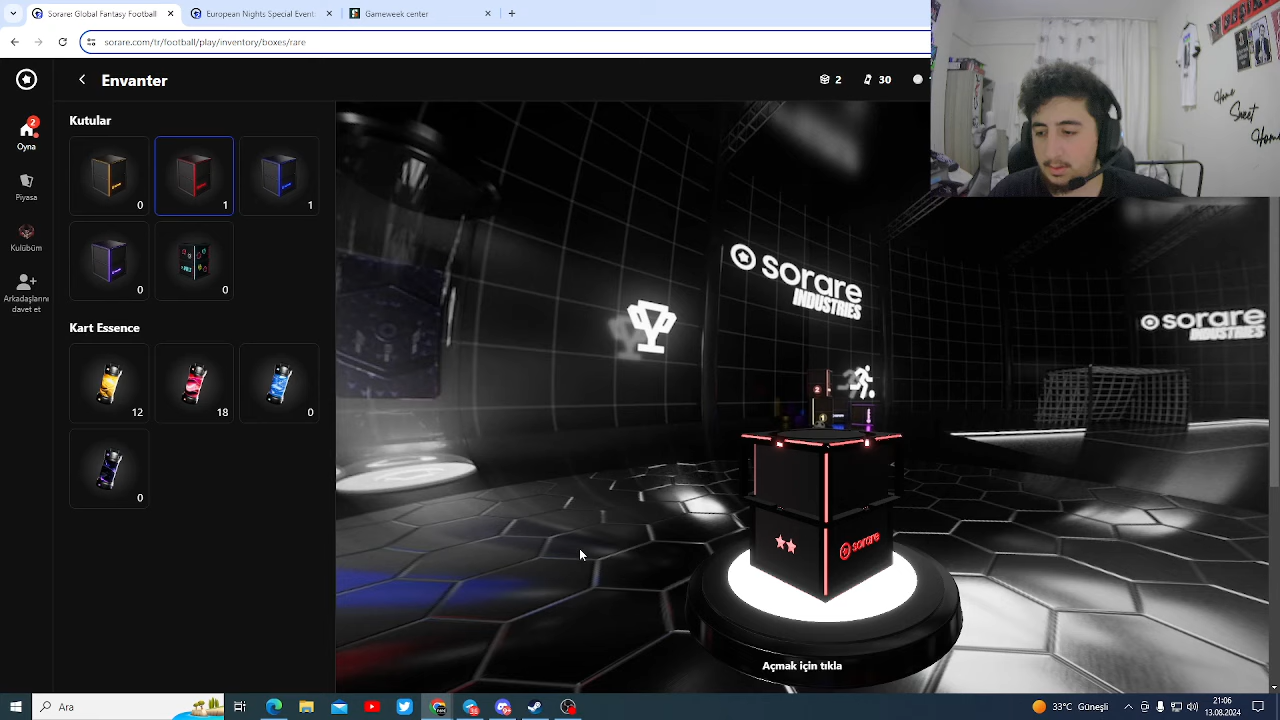 Sorare Global Fantasy Football
European Nights Special Event
Gameweek center
sorare.com/tr/football/play/inventory/boxes/rare
Envanter
2
30
2
Oyna
Piyasa
Kulübüm
Arkadaşlarını
davet et
Kutular
0
1
1
0
0
Kart Essence
12
18
0
0
sorare
INDUSTRIES
sorare
INDUSTRIES
sorare
Açmak için tıkla
Home
Sweet
Home
Ara
33°C Güneşli
21:06
13.08.2024